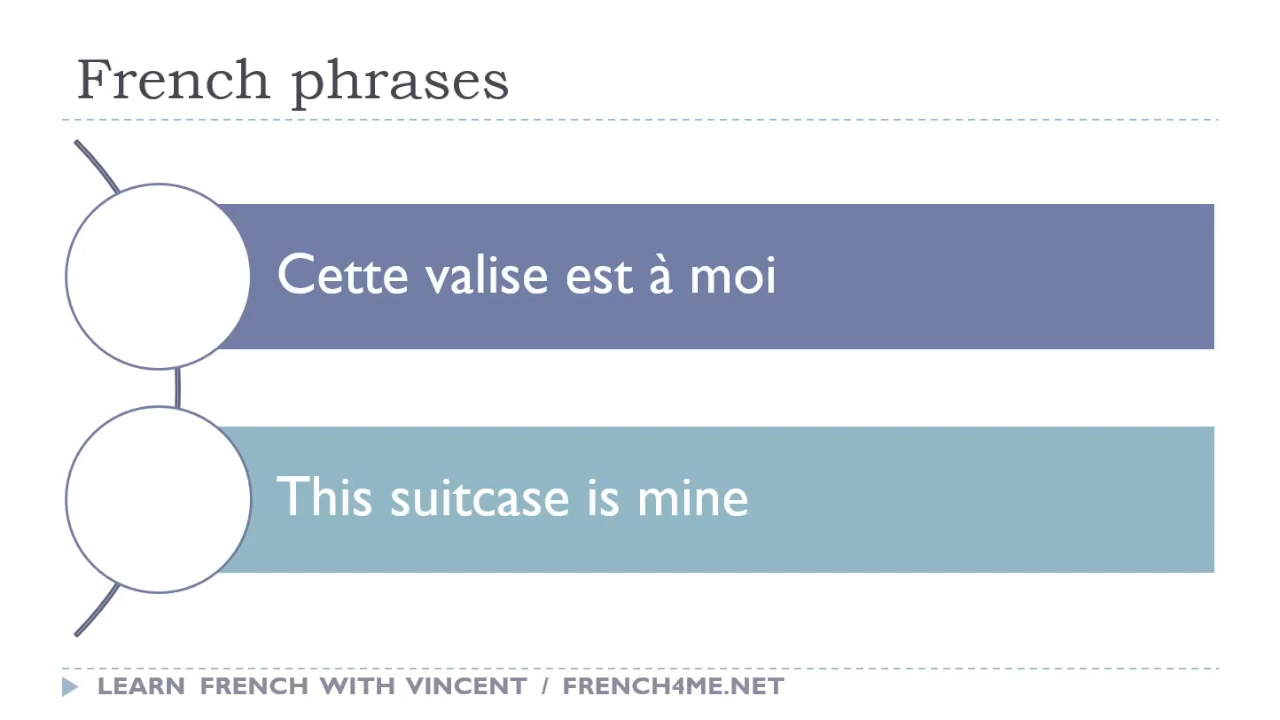 French phrases
Cette valise est à moi
This suitcase is mine
LEARN FRENCH WITH VINCENT / FRENCH4ME.NET